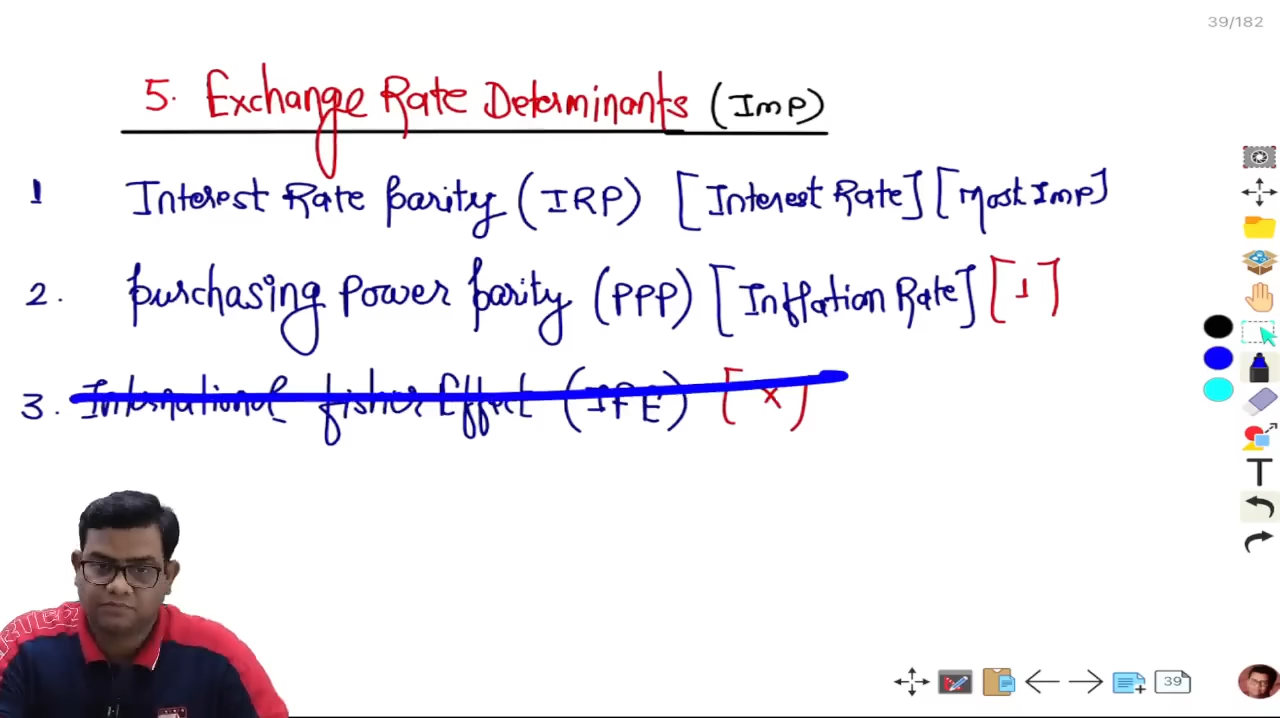 39/182
5. Exchange Rate Determinants (Imp)
1 Interest Rate parity (IRP) [Interest Rate] [Most Imp]
2. purchasing Power parity (PPP) [Inflation Rate] [1]
3. International fisher Effect (IFE) [x]
T
39